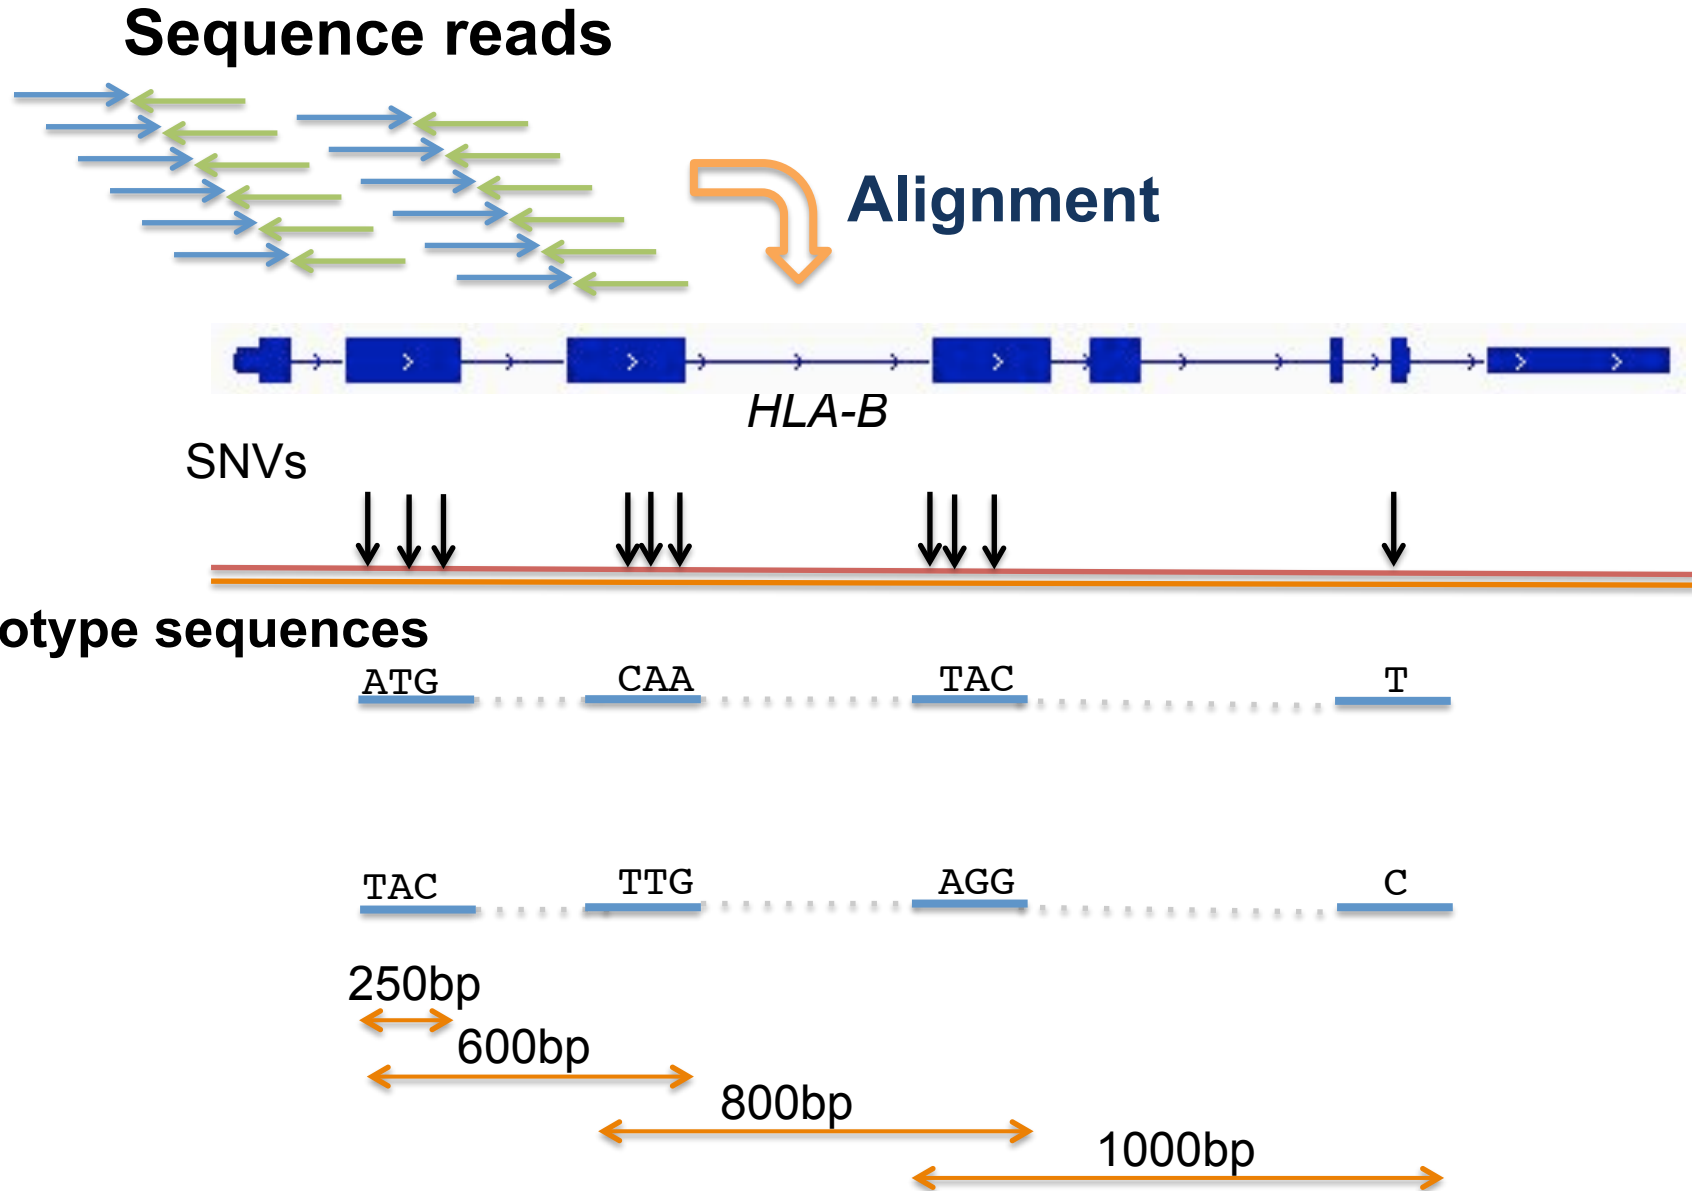 Sequence reads
Alignment
HLA-B
SNVs
otype sequences
ATG CAA TAC T
TAC TTG AGG C
250bp
600bp
800bp
1000bp